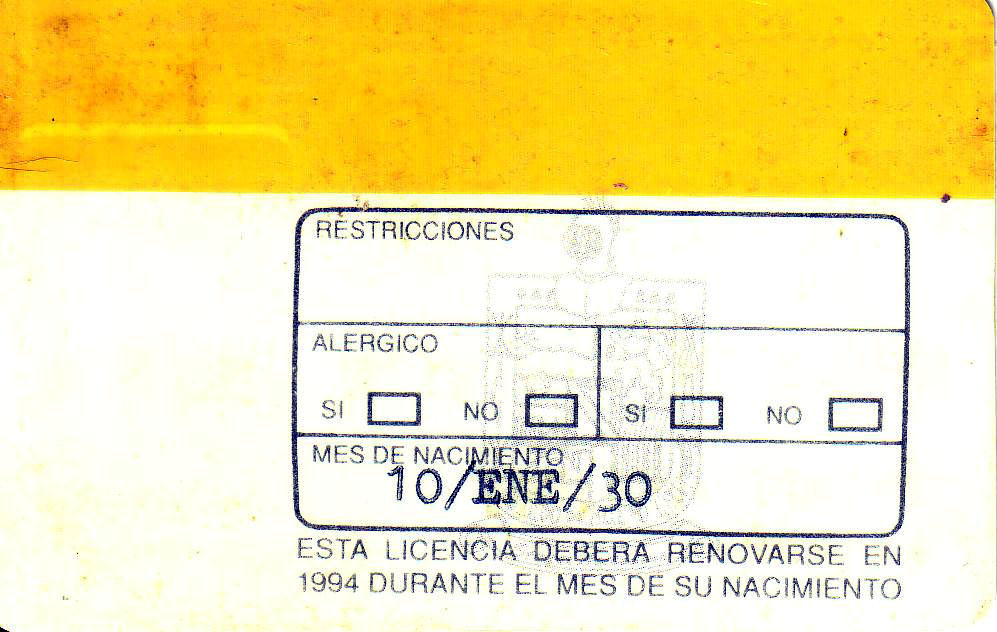 RESTRICCIONES
ALERGICO
SI NO SI NO
MES DE NACIMIENTO
10/ENE/30
ESTA LICENCIA DEBERA RENOVARSE EN
1994 DURANTE EL MES DE SU NACIMIENTO